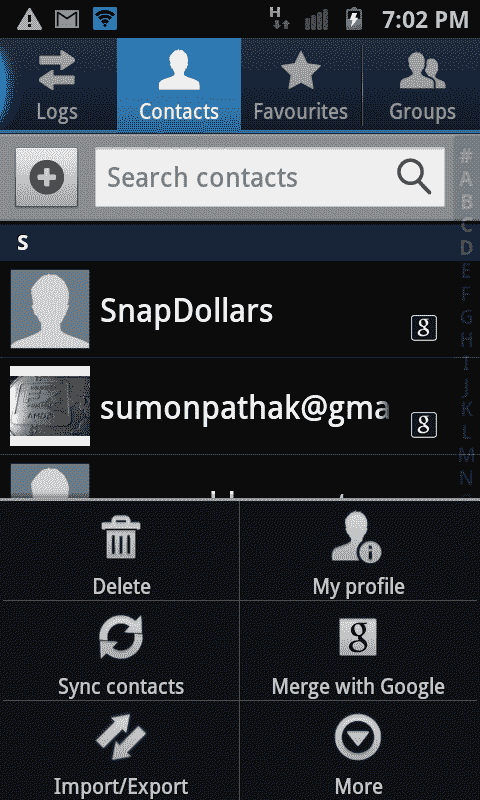 H
7:02 PM
Logs
Contacts
Favourites
Groups
Search contacts
#
A
B
C
D
E
F
G
H
I
J
K
L
M
N
S
SnapDollars
g
sumonpathak@gma
g
Delete
My profile
Sync contacts
g
Merge with Google
Import/Export
More